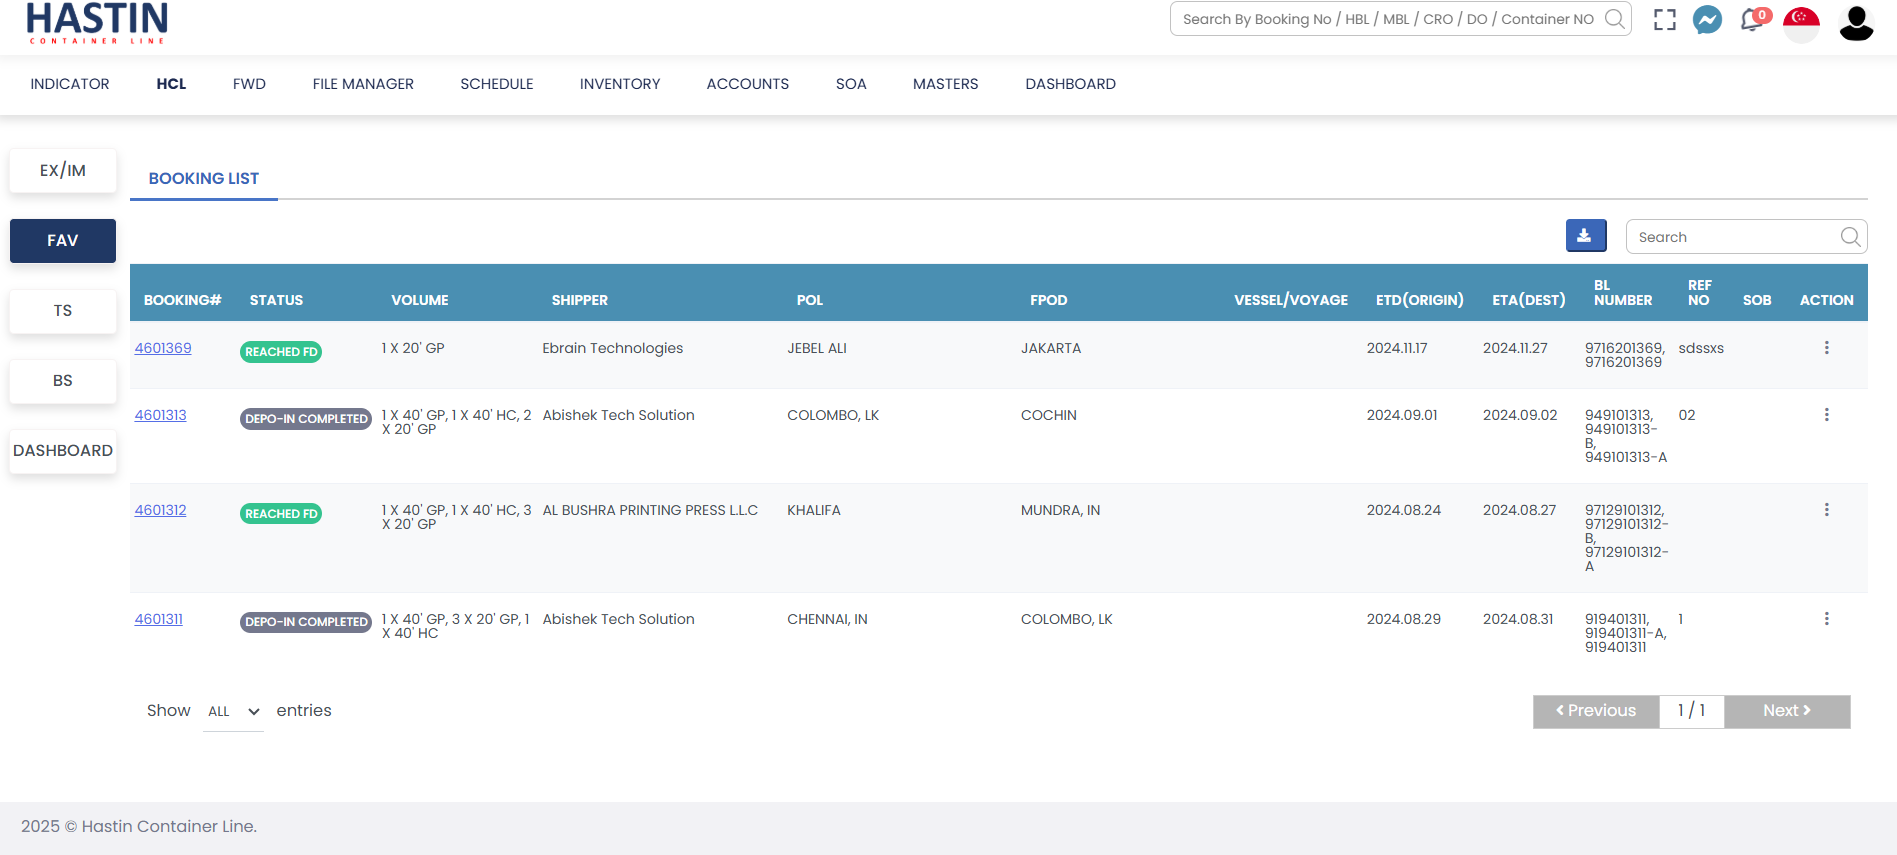 HASTIN
CONTAINER LINE
Search By Booking No / HBL / MBL / CRO / DO / Container NO
0
INDICATOR HCL FWD FILE MANAGER SCHEDULE INVENTORY ACCOUNTS SOA MASTERS DASHBOARD
EX/IM
FAV
TS
BS
DASHBOARD
BOOKING LIST
Search
BOOKING# STATUS VOLUME SHIPPER POL FPOD VESSEL/VOYAGE ETD(ORIGIN) ETA(DEST) BL NUMBER REF NO SOB ACTION
4601369 REACHED FD 1 X 20' GP Ebrain Technologies JEBEL ALI JAKARTA 2024.11.17 2024.11.27 9716201369, sdssxs
9716201369
4601313 DEPO-IN COMPLETED 1 X 40' GP, 1 X 40' HC, 2 Abishek Tech Solution COLOMBO, LK COCHIN 2024.09.01 2024.09.02 949101313, 02
X 20' GP 949101313-
B,
949101313-A
4601312 REACHED FD 1 X 40' GP, 1 X 40' HC, 3 AL BUSHRA PRINTING PRESS L.L.C KHALIFA MUNDRA, IN 2024.08.24 2024.08.27 97129101312,
X 20' GP 97129101312-
B,
97129101312-
A
4601311 DEPO-IN COMPLETED 1 X 40' GP, 3 X 20' GP, 1 Abishek Tech Solution CHENNAI, IN COLOMBO, LK 2024.08.29 2024.08.31 919401311, 1
X 40' HC 919401311-A,
919401311
Show ALL entries
Previous 1 / 1 Next
2025 © Hastin Container Line.